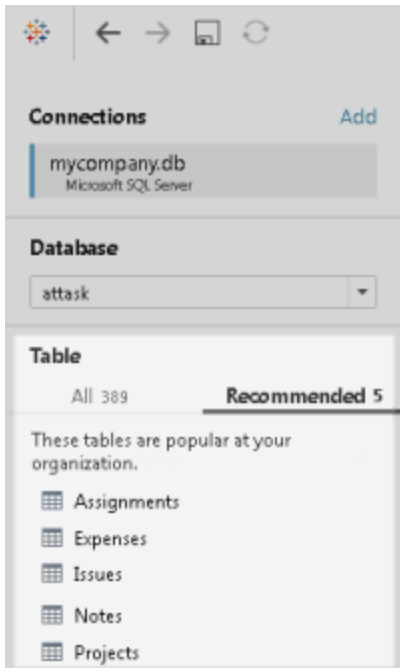 Connections Add
mycompany.db
Microsoft SQL Server
Database
attask
Table
All 389 Recommended 5
These tables are popular at your
organization.
Assignments
Expenses
Issues
Notes
Projects